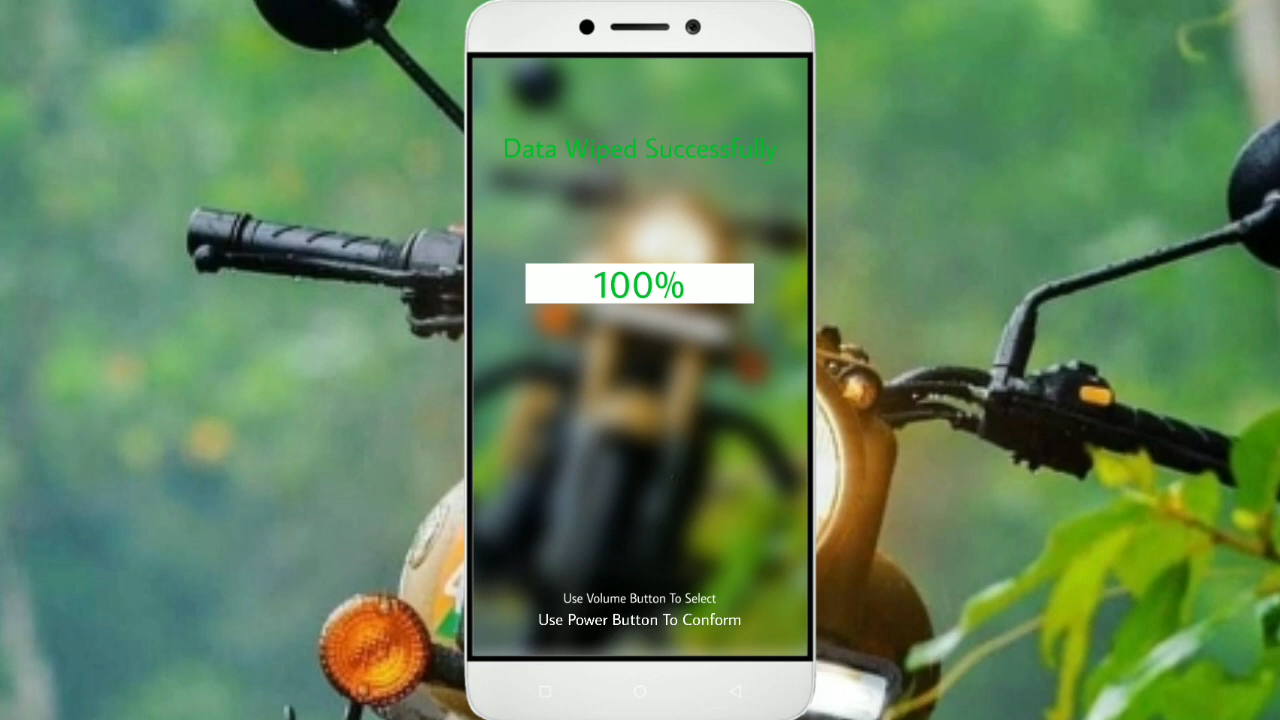 Data Wiped Successfully
100%
Use Volume Button To Select
Use Power Button To Conform